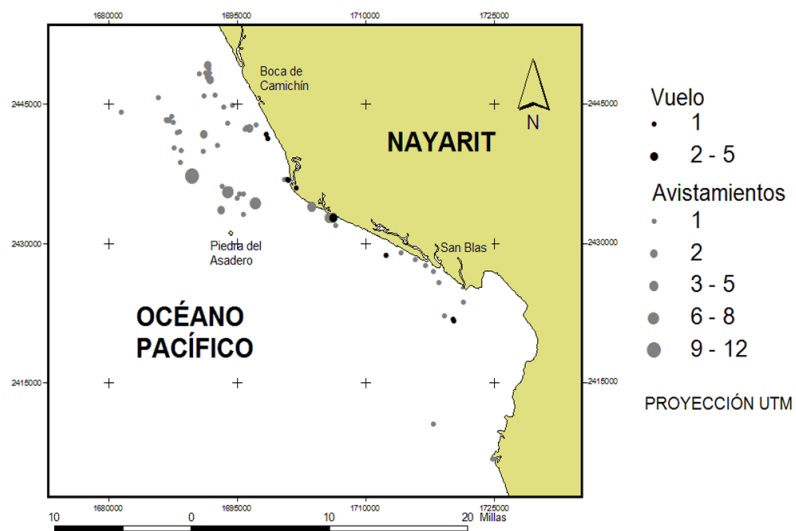 1680000 1695000 1710000 1725000
Boca de
Camichín
2445000 2445000
N
NAYARIT
Vuelo
1
2 - 5
Avistamientos
1
2
3 - 5
6 - 8
9 - 12
2430000 2430000
Piedra del
Asadero
San Blas
OCÉANO
PACÍFICO
2415000 2415000
PROYECCIÓN UTM
1680000 1695000 1710000 1725000
10 0 10 20 Millas